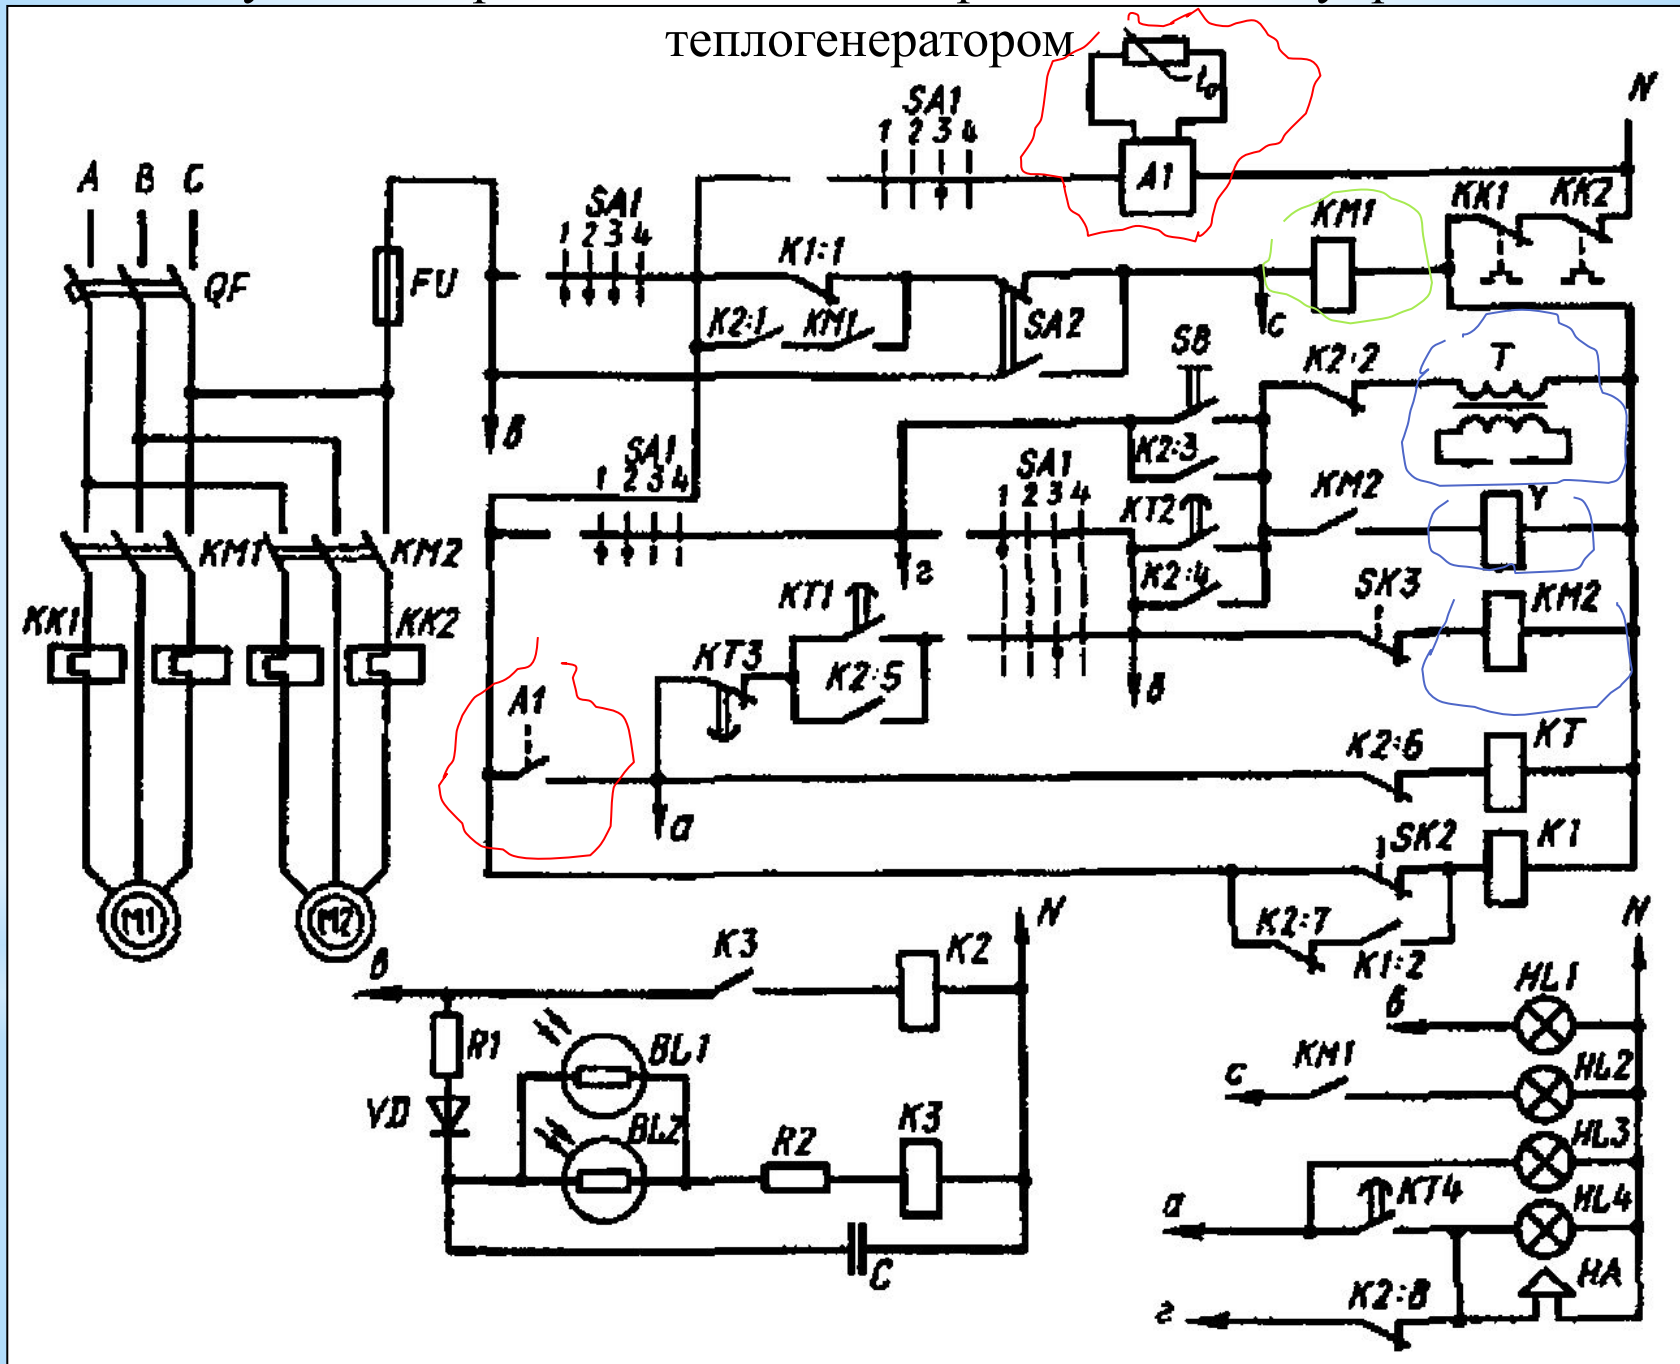 теплогенератором
SA1
1 2 3 4
t₀
N
A B C
SA1
1 2 3 4
A1
KK1 KK2
KM1
QF
FU
K1:1
K2:1 KM1
SA2
c
в
SB
K2:2
T
SA1
1 2 3 4
K2:3
SA1
1 2 3 4
KT2
KM2
Y
KM1
KM2
г
K2:4
SK3
KM2
KK1
KK2
KT1
KT3
K2:5
в
A1
a
K2:6
KT
SK2
K1
K2:7
K1:2
M1
M2
в
K3
K2
N
N
R1
BL1
VD
BL2
R2
K3
C
в
HL1
c
KM1
HL2
HL3
a
KT4
HL4
г
K2:8
HA